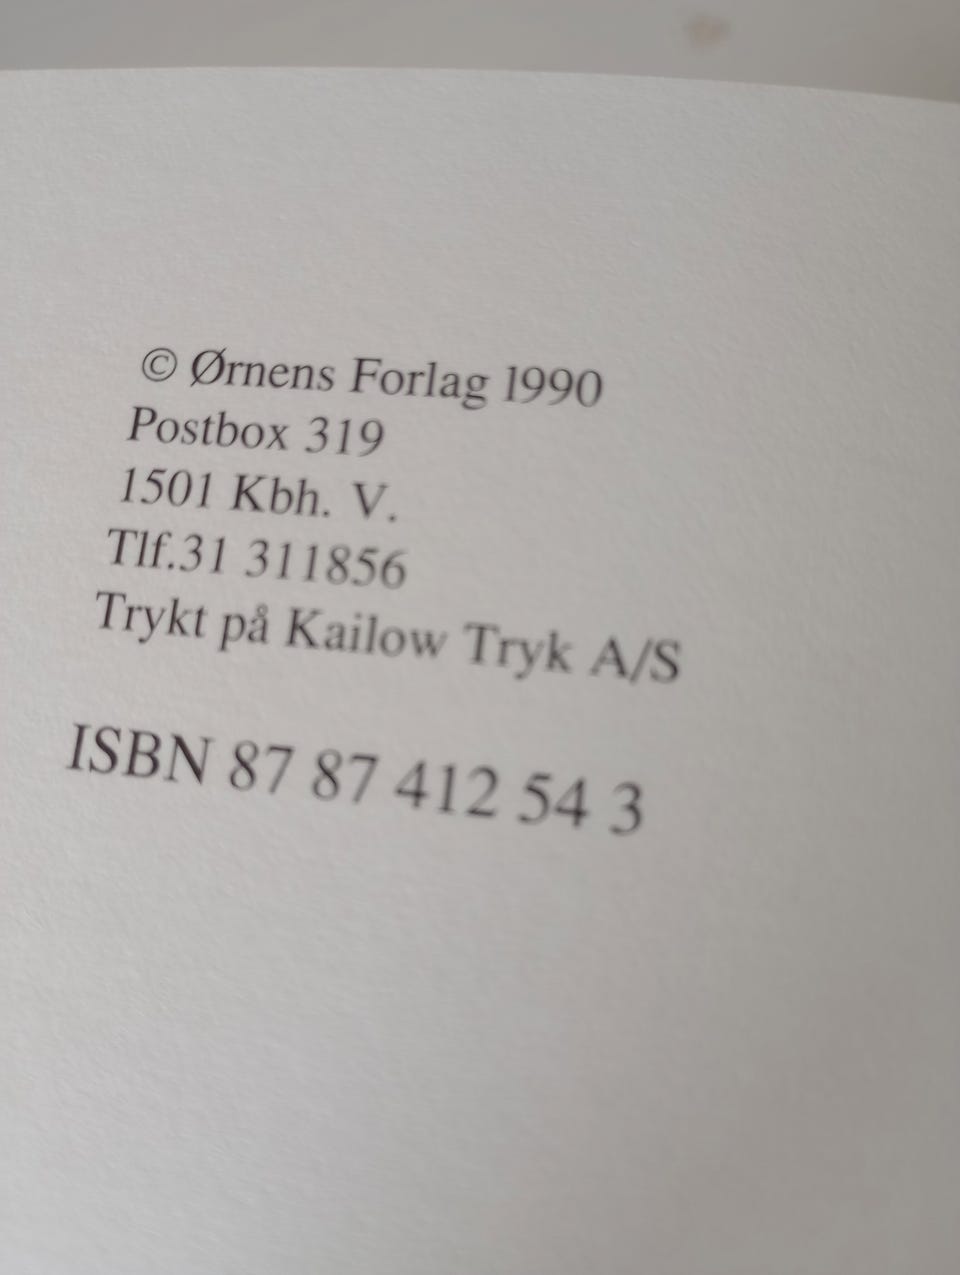 © Ørnens Forlag 1990
Postbox 319
1501 Kbh. V.
Tlf.31 311856
Trykt på Kailow Tryk A/S
ISBN 87 87 412 54 3